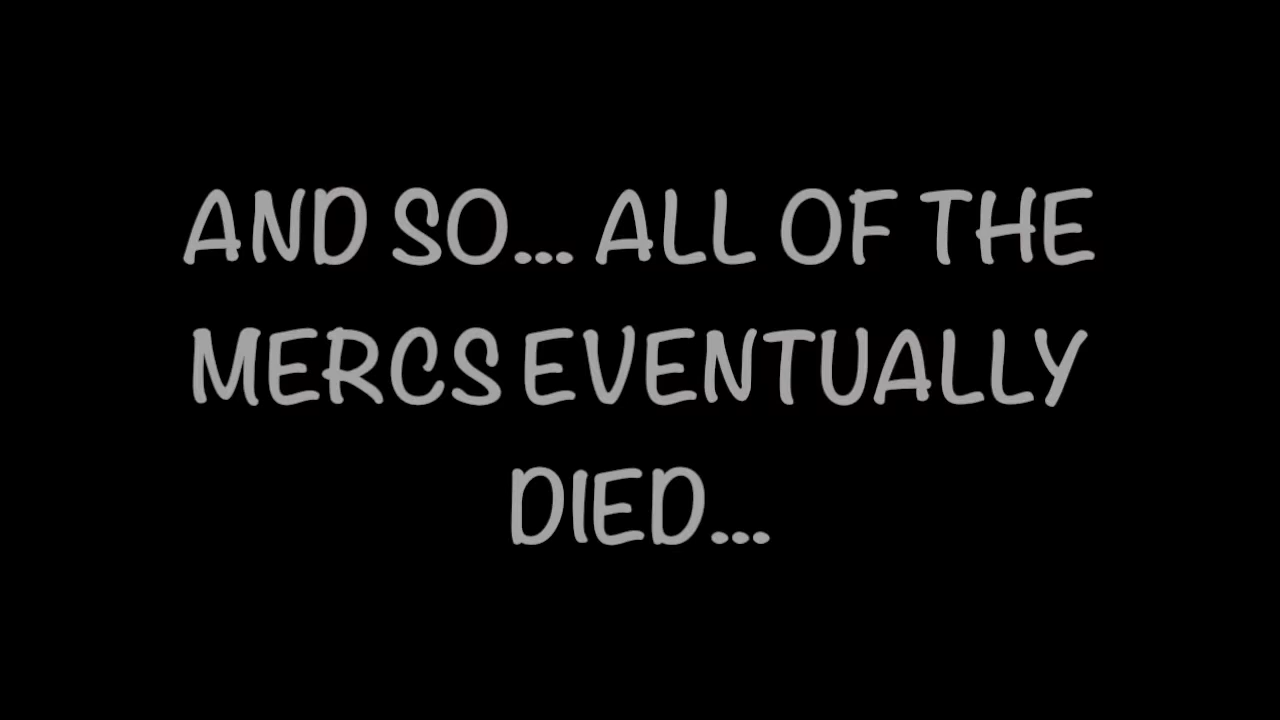 AND SO... ALL OF THE
MERCS EVENTUALLY
DIED...